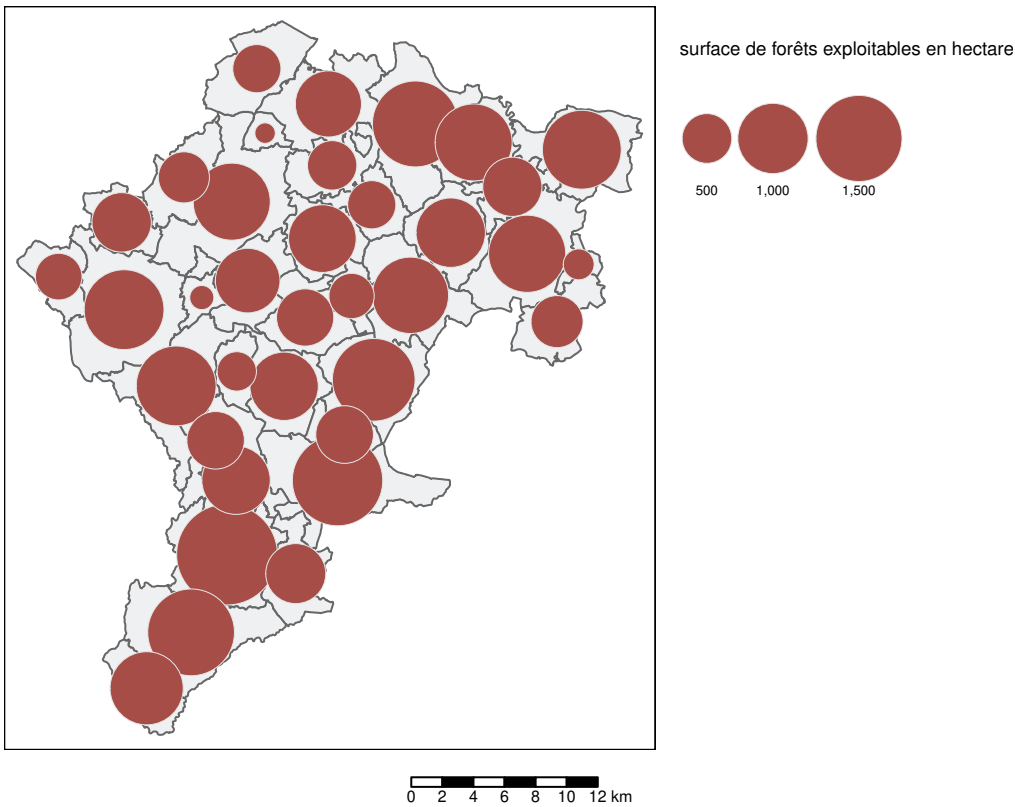 surface de forêts exploitables en hectare
500 1,000 1,500
0 2 4 6 8 10 12 km